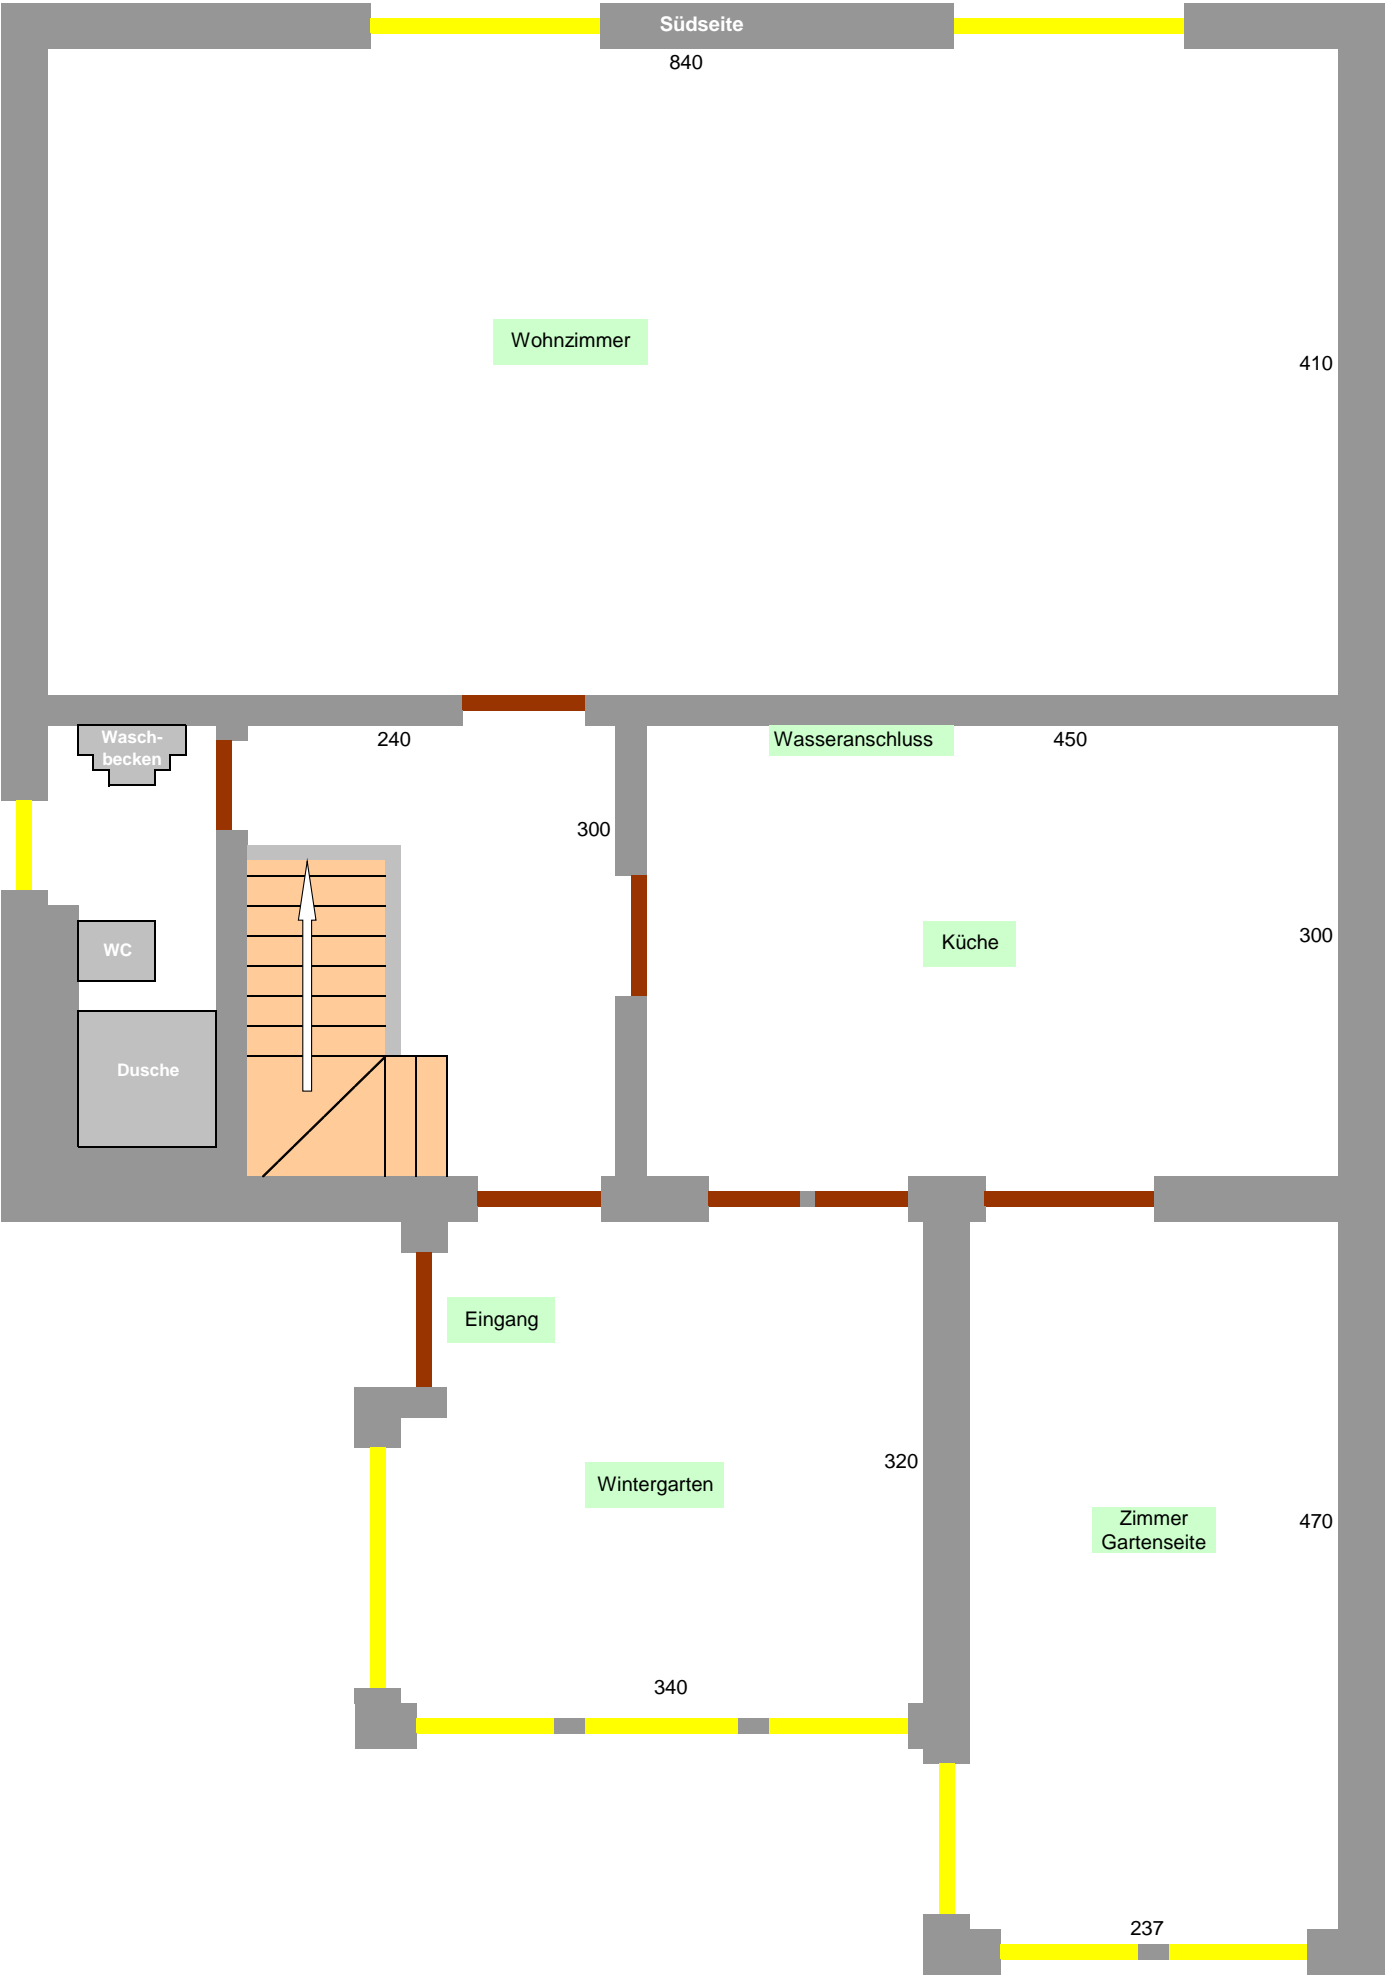 Südseite
840
Wohnzimmer
410
Wasch-
becken
240
Wasseranschluss
450
300
Küche
300
WC
Dusche
Eingang
320
Wintergarten
Zimmer
Gartenseite
470
340
237